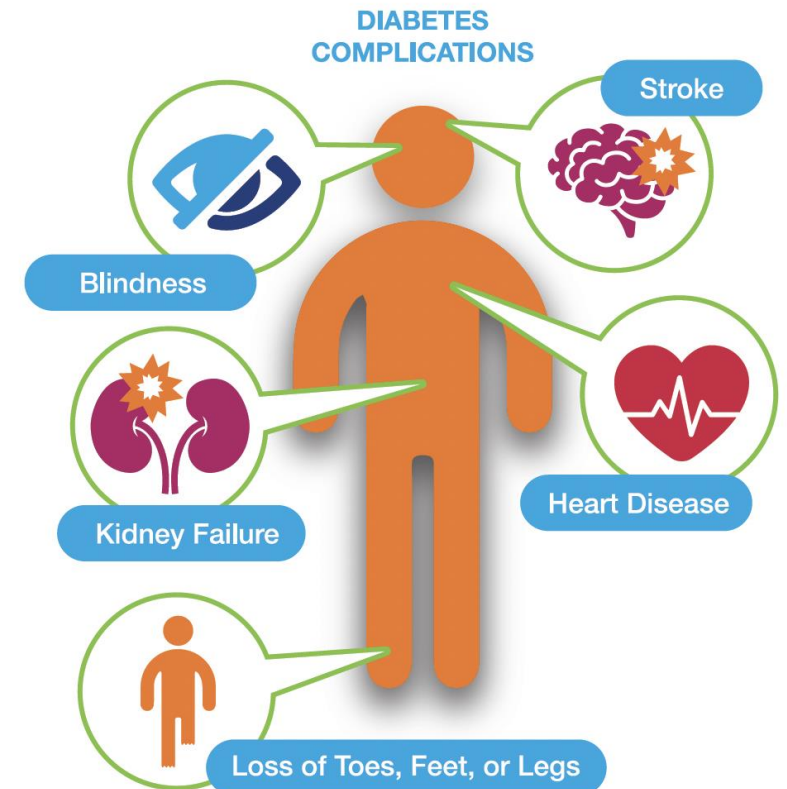 DIABETES
COMPLICATIONS
Stroke
Blindness
Heart Disease
Kidney Failure
Loss of Toes, Feet, or Legs